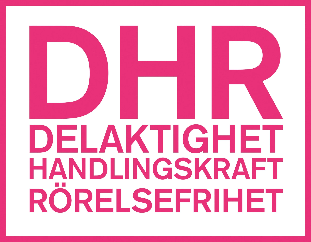 DHR
DELAKTIGHET
HANDLINGSKRAFT
RÖRELSEFRIHET